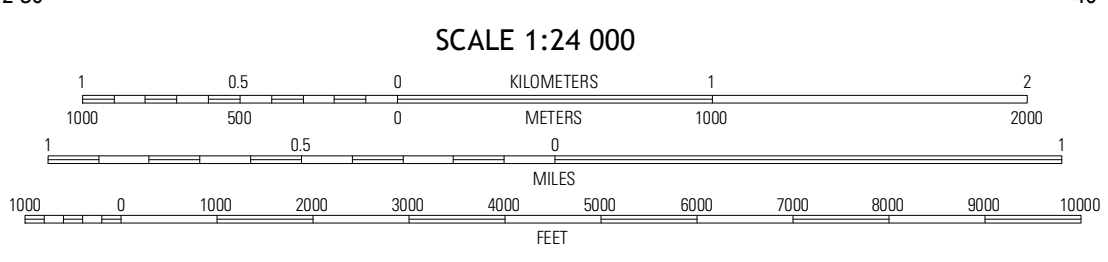 SCALE 1:24 000
1 0.5 0 KILOMETERS 1 2
1000 500 0 METERS 1000 2000
1 0.5 0 1
MILES
1000 0 1000 2000 3000 4000 5000 6000 7000 8000 9000 10000
FEET